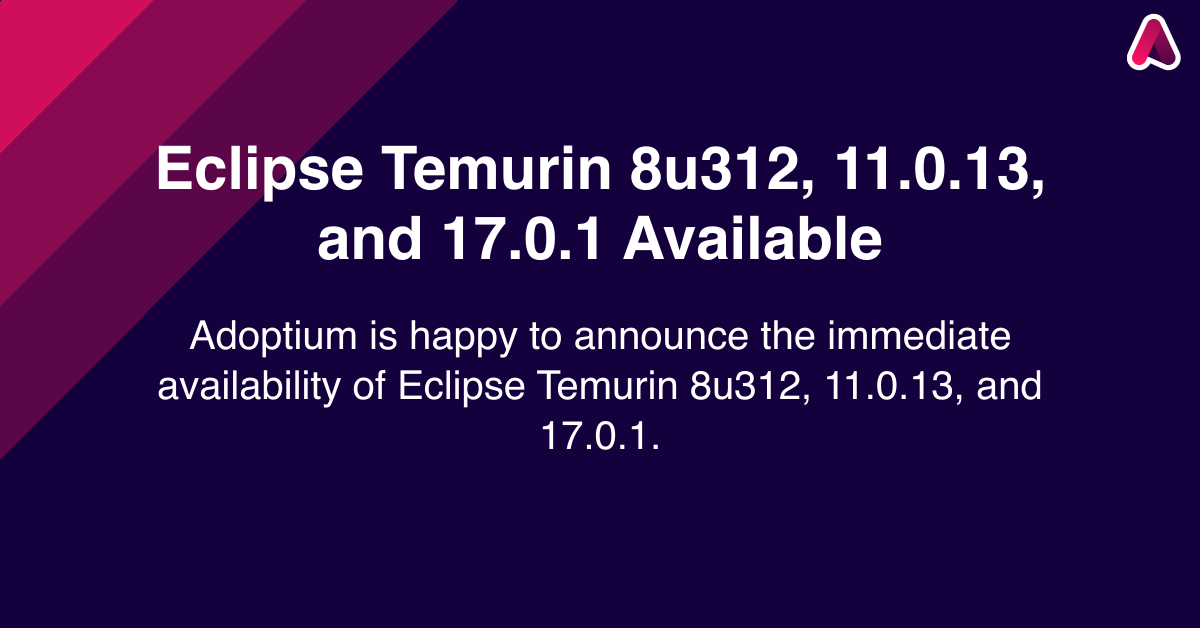 Eclipse Temurin 8u312, 11.0.13,
and 17.0.1 Available
Adoptium is happy to announce the immediate
availability of Eclipse Temurin 8u312, 11.0.13, and
17.0.1.